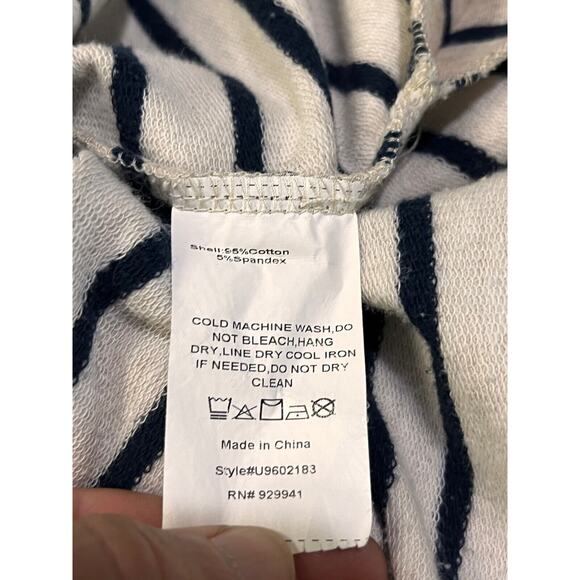 Shell:95%Cotton
5%Spandex
COLD MACHINE WASH,DO
NOT BLEACH,HANG
DRY,LINE DRY COOL IRON
IF NEEDED,DO NOT DRY
CLEAN
Made in China
Style#U9602183
RN# 929941